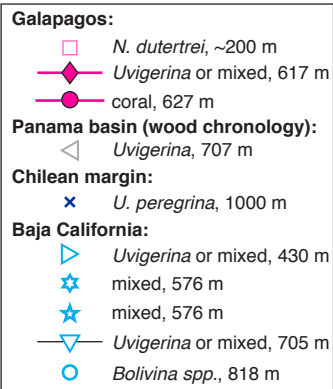 Galapagos:
N. dutertrei, ~200 m
Uvigerina or mixed, 617 m
coral, 627 m
Panama basin (wood chronology):
Uvigerina, 707 m
Chilean margin:
U. peregrina, 1000 m
Baja California:
Uvigerina or mixed, 430 m
mixed, 576 m
mixed, 576 m
Uvigerina or mixed, 705 m
Bolivina spp., 818 m